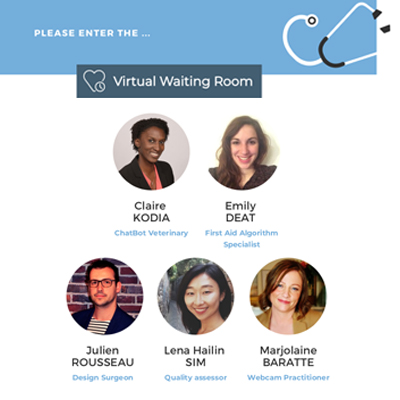 PLEASE ENTER THE ...
Virtual Waiting Room
Claire
KODIA
ChatBot Veterinary
Emily
DEAT
First Aid Algorithm
Specialist
Julien
ROUSSEAU
Design Surgeon
Lena Hailin
SIM
Quality assessor
Marjolaine
BARATTE
Webcam Practitioner